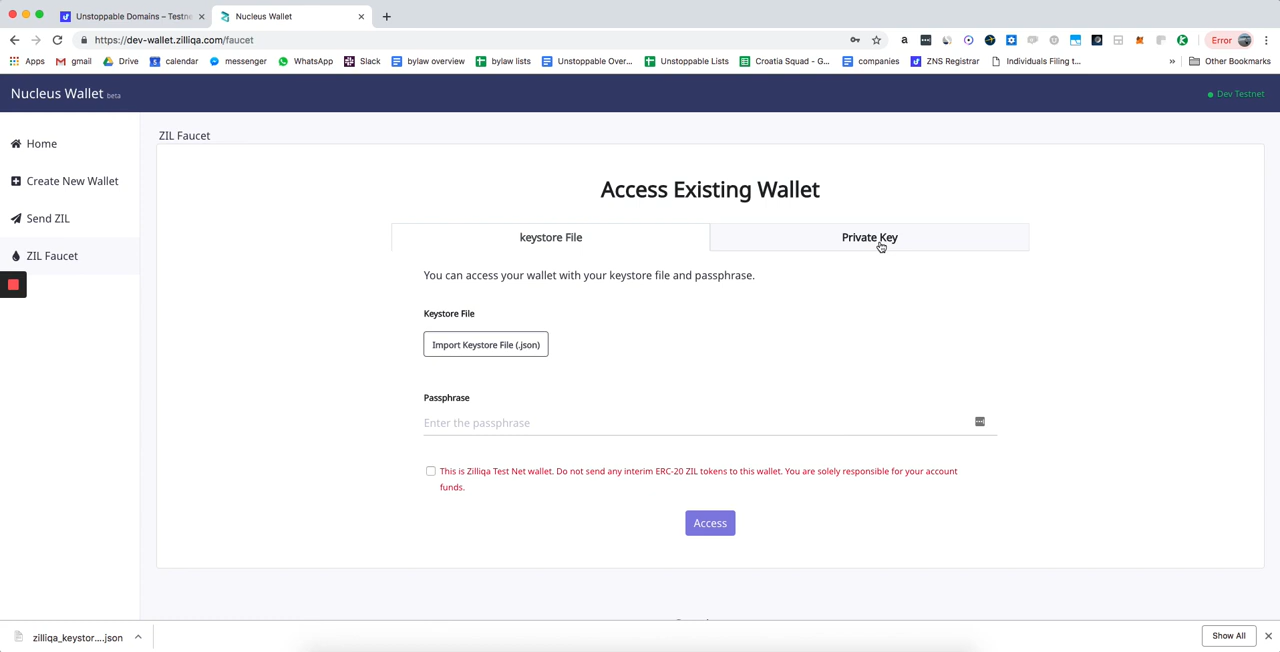 Unstoppable Domains – Testne
Nucleus Wallet
https://dev-wallet.zilliqa.com/faucet
Error
Apps
gmail
Drive
calendar
messenger
WhatsApp
Slack
bylaw overview
bylaw lists
Unstoppable Over...
Unstoppable Lists
Croatia Squad - G...
companies
ZNS Registrar
Individuals Filing t...
»
Other Bookmarks
Nucleus Wallet beta
Dev Testnet
Home
Create New Wallet
Send ZIL
ZIL Faucet
ZIL Faucet
Access Existing Wallet
keystore File
Private Key
You can access your wallet with your keystore file and passphrase.
Keystore File
Import Keystore File (.json)
Passphrase
Enter the passphrase
This is Zilliqa Test Net wallet. Do not send any interim ERC-20 ZIL tokens to this wallet. You are solely responsible for your account
funds.
Access
zilliqa_keystor....json
Show All